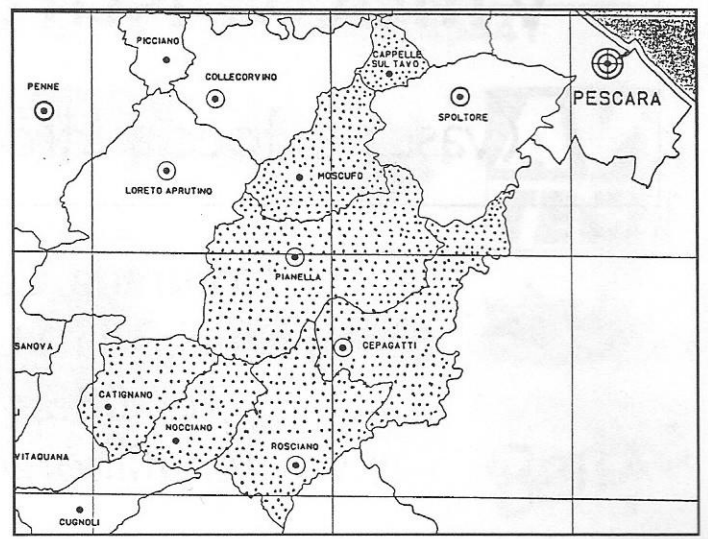 PICCIANO
CAPPELLE
SUL TAVO
PENNE
COLLECORVINO
SPOLTORE
PESCARA
LORETO APRUTINO
MOSCUFO
PIANELLA
SANOVA
CEPAGATTI
CATIGNANO
NOCCIANO
ROSCIANO
VITAQUANA
CUGNOLI